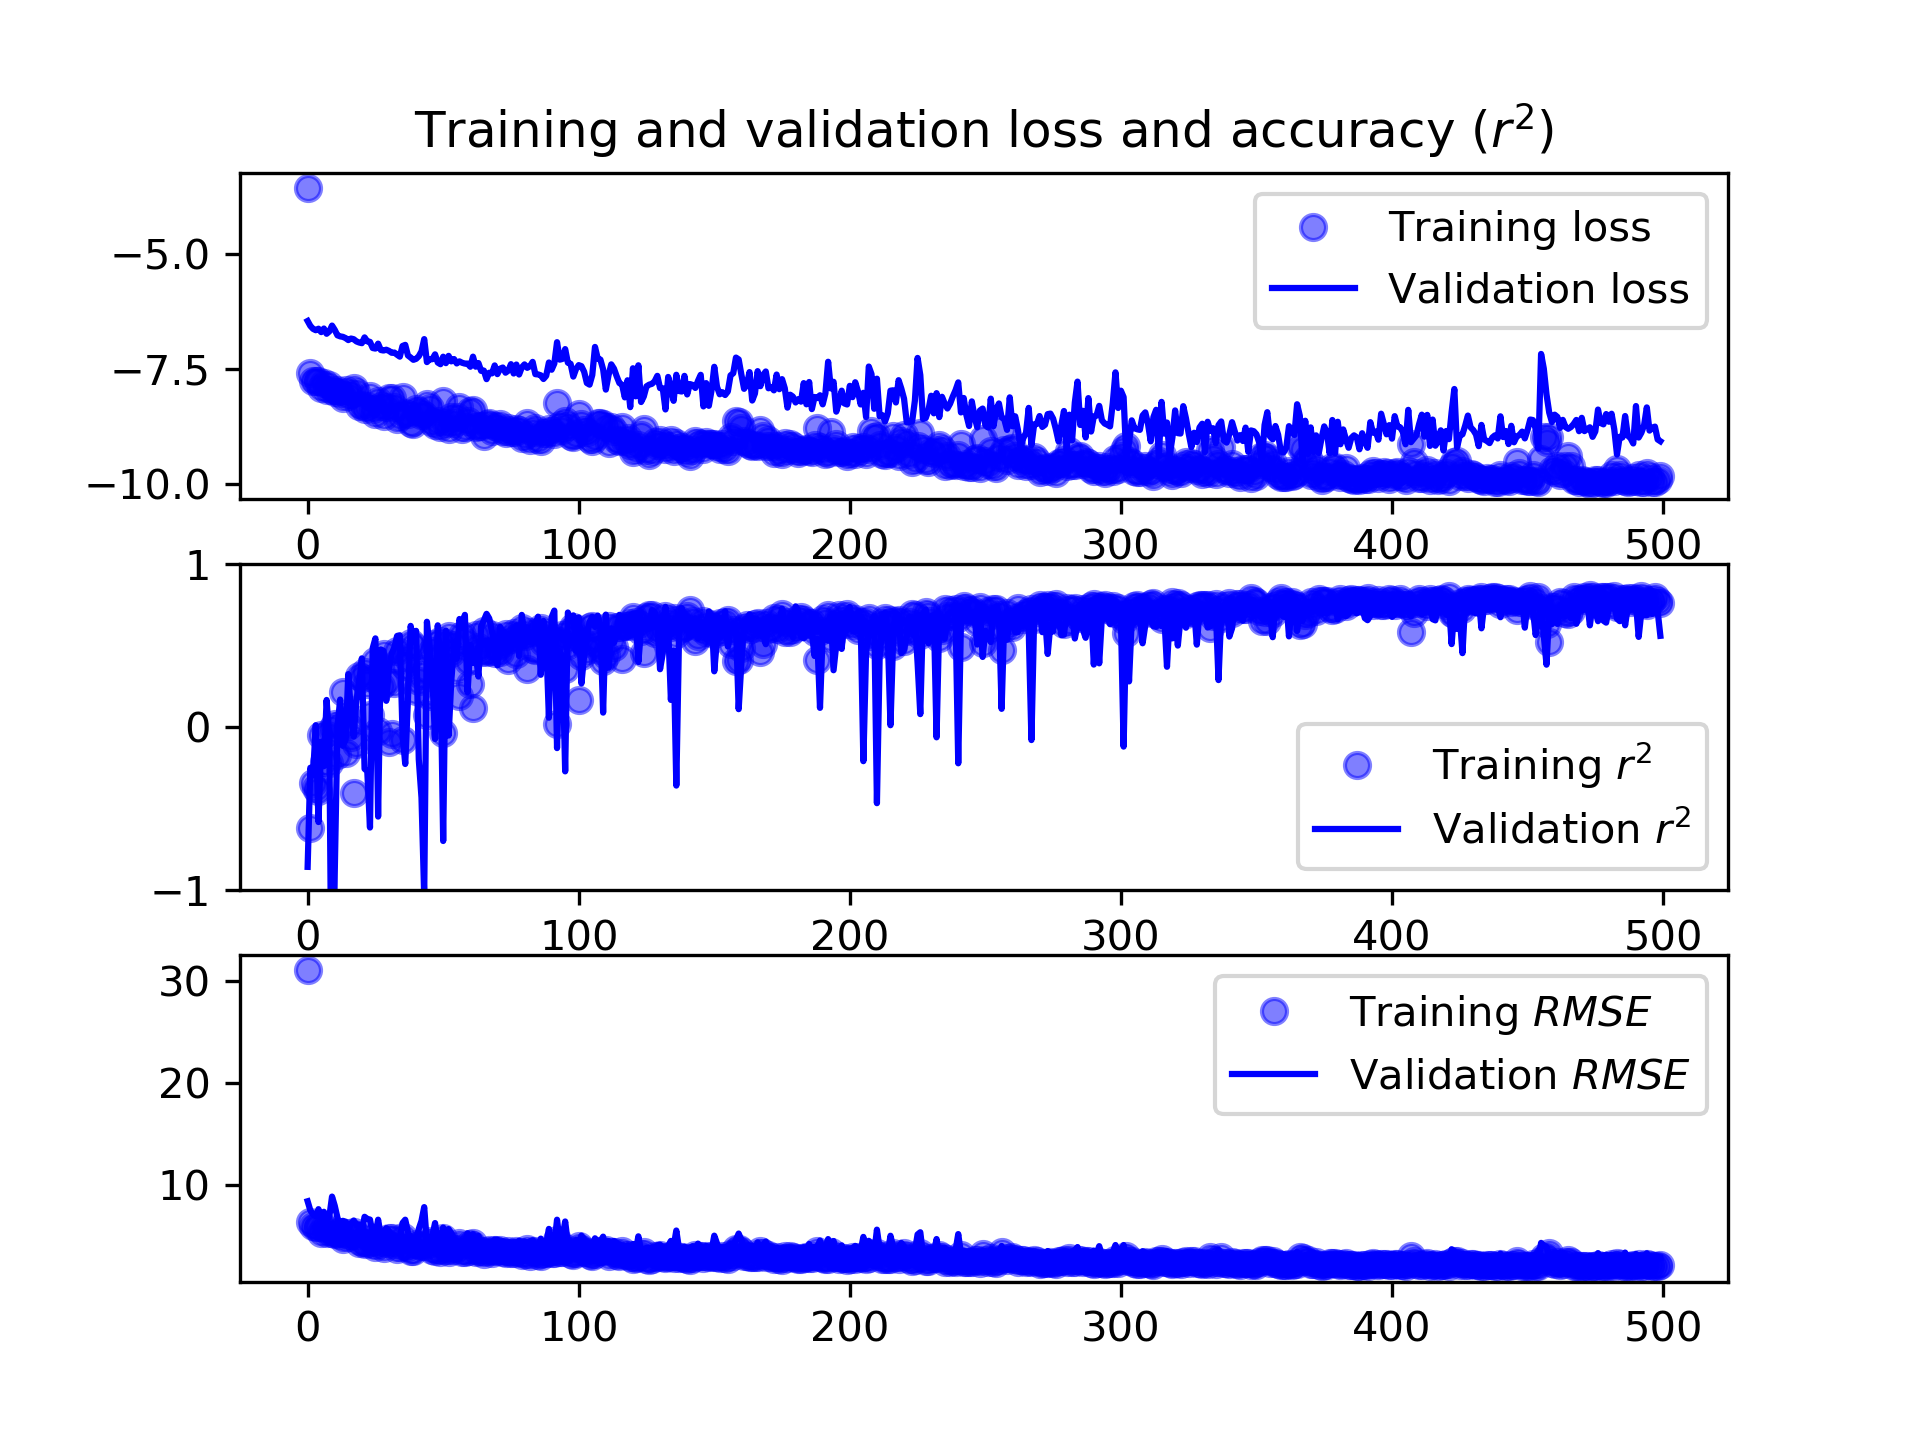 Training and validation loss and accuracy (r²)
−5.0
−7.5
−10.0
Training loss
Validation loss
0 100 200 300 400 500
1
0
−1
Training r²
Validation r²
0 100 200 300 400 500
30
20
10
Training RMSE
Validation RMSE
0 100 200 300 400 500